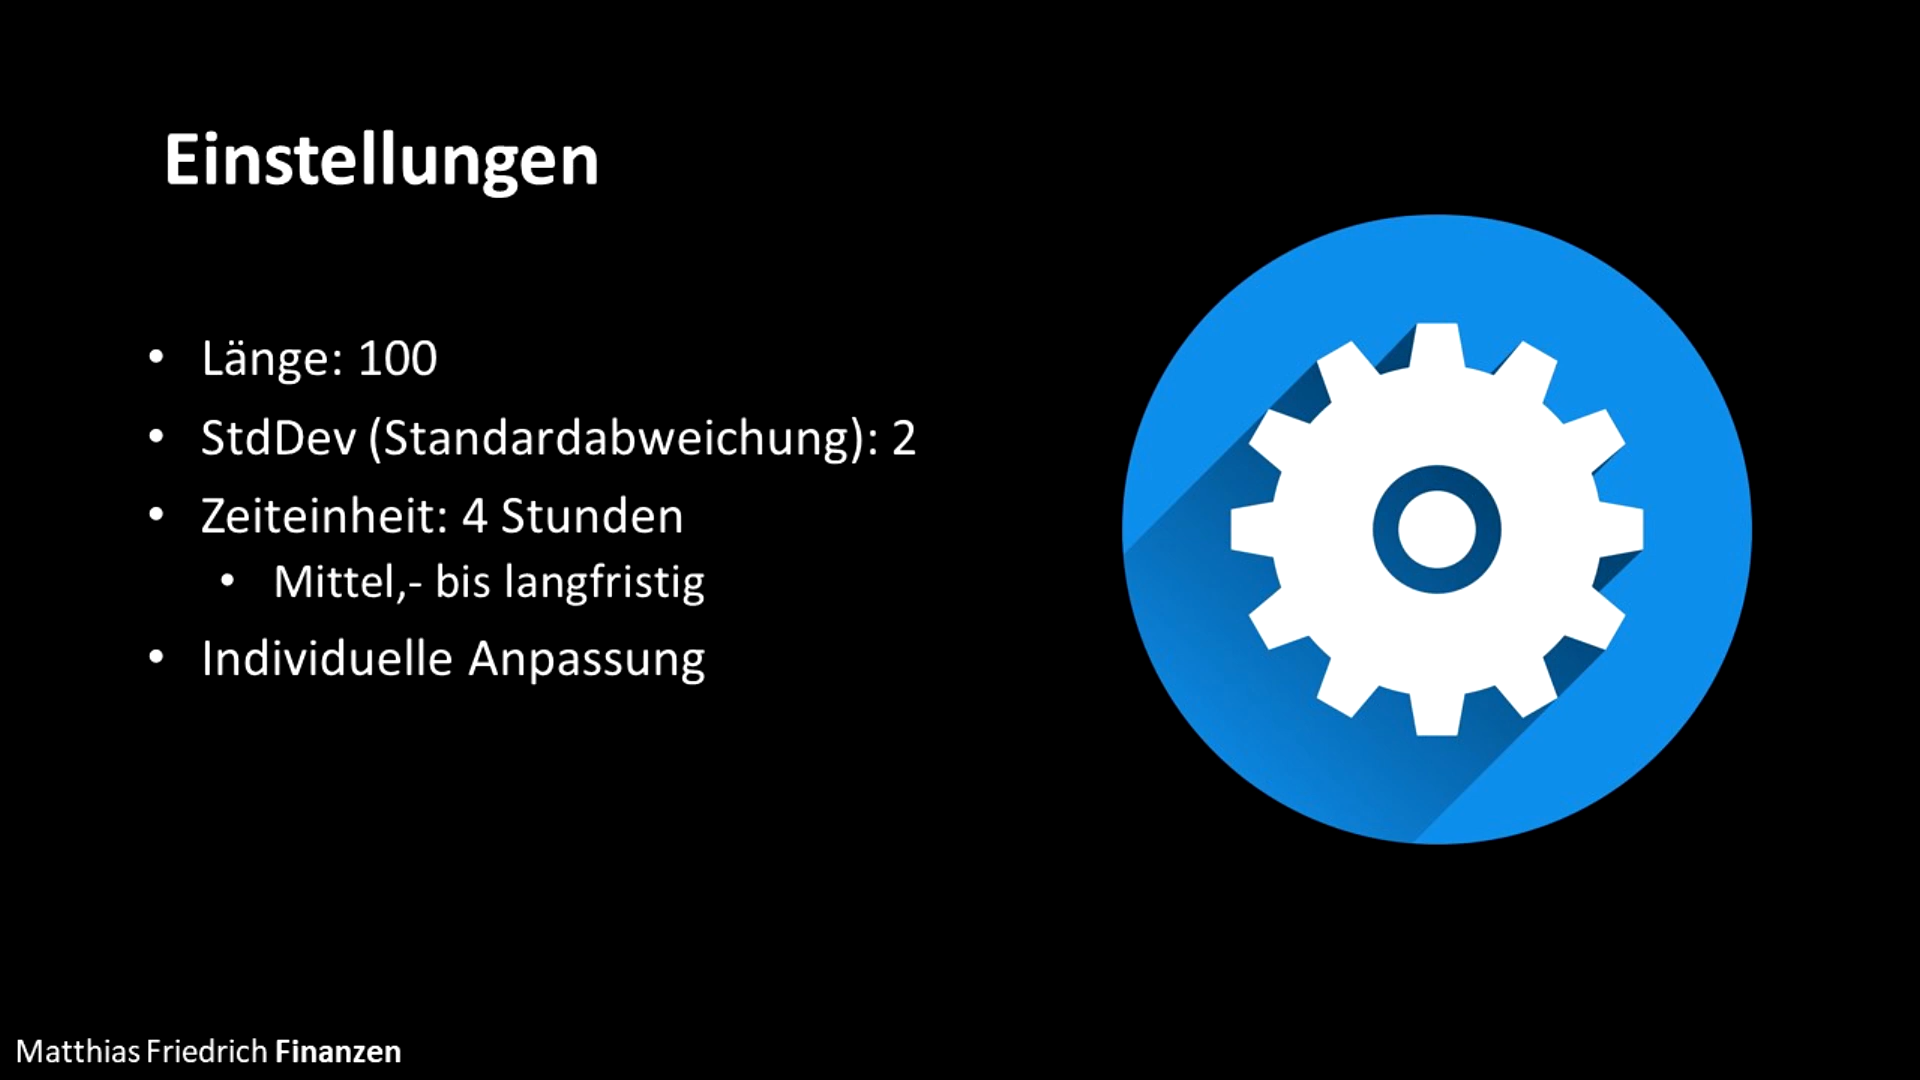 Einstellungen
• Länge: 100
• StdDev (Standardabweichung): 2
• Zeiteinheit: 4 Stunden
• Mittel,- bis langfristig
• Individuelle Anpassung
Matthias Friedrich Finanzen